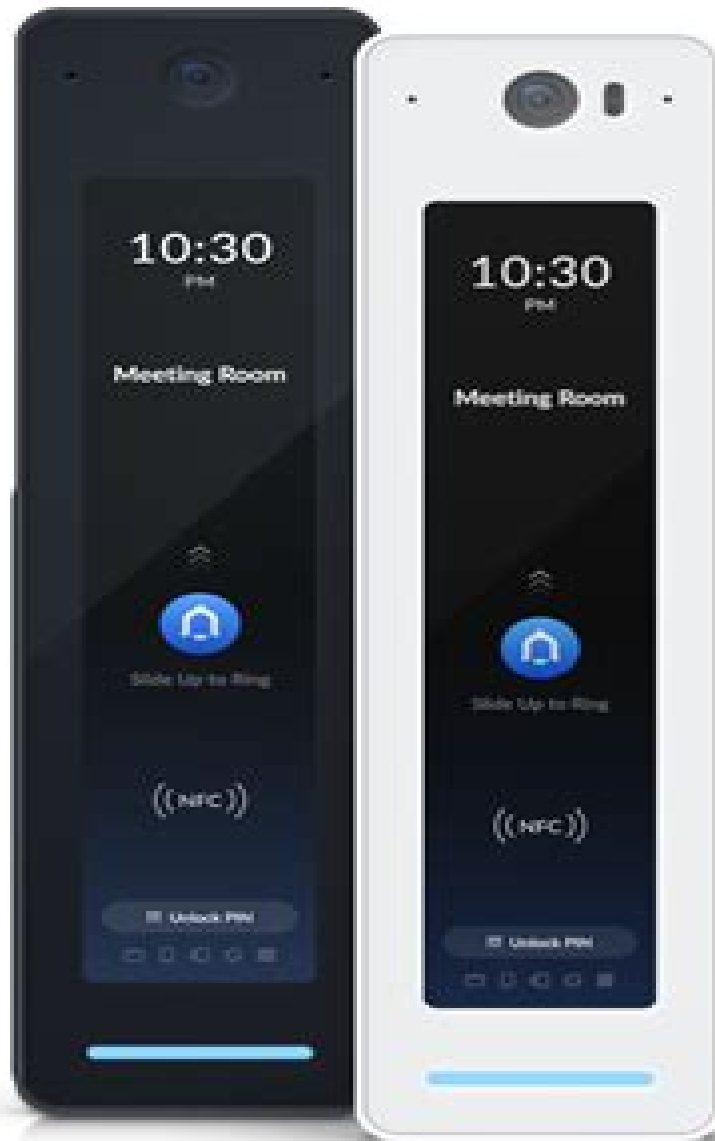 10:30
PM
Meeting Room
Slide Up to Ring
((NFC))
Unlock PIN
10:30
PM
Meeting Room
Slide Up to Ring
((NFC))
Unlock PIN